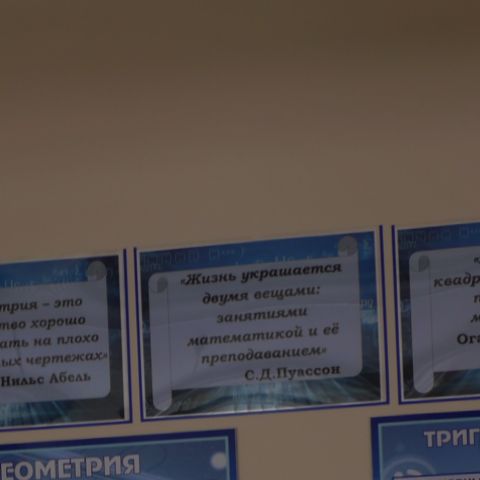 трия – это
тво хорошо
ать на плохо
ых чертежах»
Нильс Абель
«Жизнь украшается
двумя вещами:
занятиями
математикой и её
преподаванием»
С.Д.Пуассон
квадр
Ога
ЕОМЕТРИЯ
ТРИГ